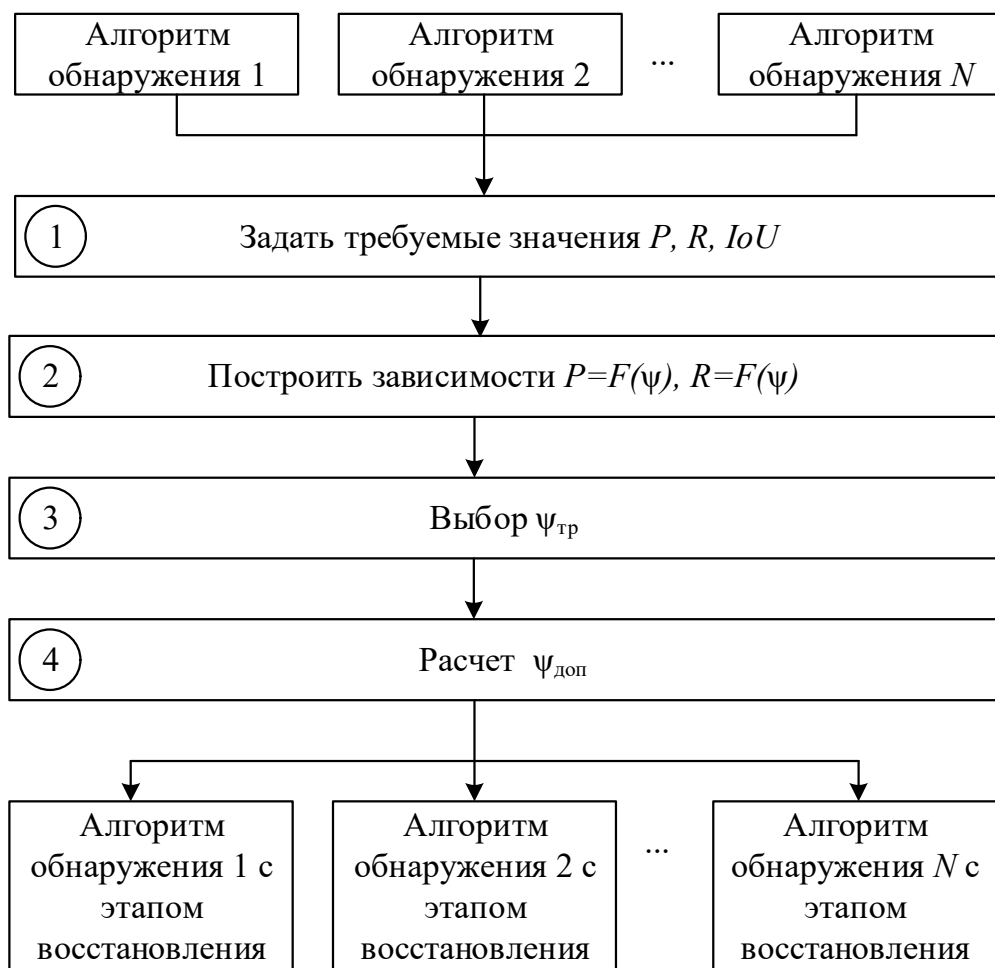 Алгоритм
обнаружения 1
Алгоритм
обнаружения 2
...
Алгоритм
обнаружения N
1
Задать требуемые значения P, R, IoU
2
Построить зависимости P=F(ψ), R=F(ψ)
3
Выбор ψтр
4
Расчет ψдоп
Алгоритм
обнаружения 1 с
этапом
восстановления
Алгоритм
обнаружения 2 с
этапом
восстановления
...
Алгоритм
обнаружения N с
этапом
восстановления